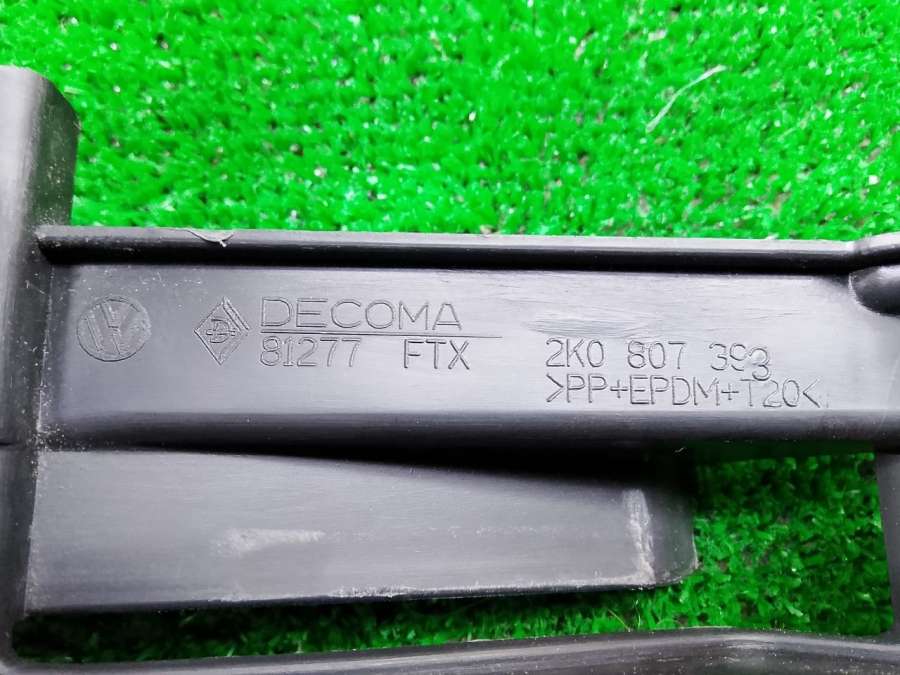 DECOMA
81277 FTX
2K0 807 393
>PP+EPDM+T20<